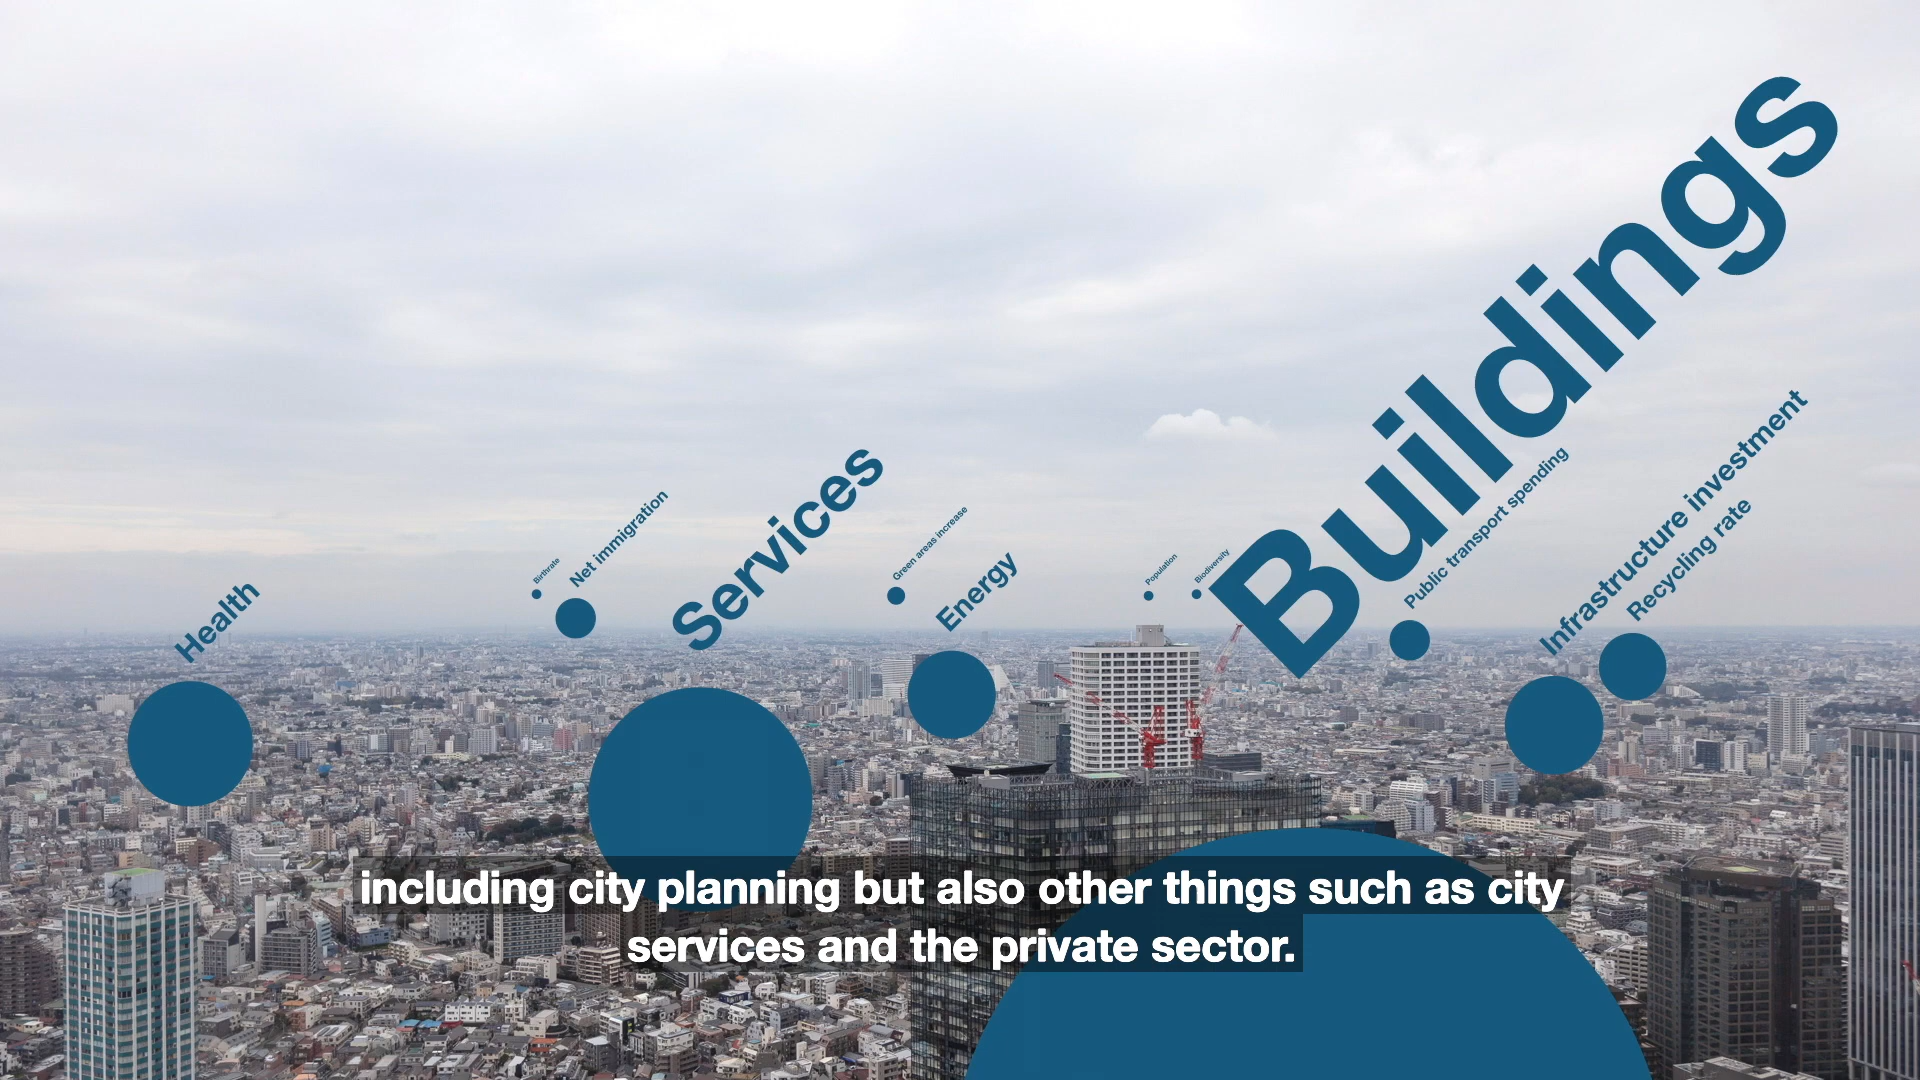 Health
Birthrate
Net immigration
Services
Green areas increase
Energy
Population
Biodiversity
Buildings
Public transport spending
Infrastructure investment
Recycling rate
including city planning but also other things such as city
services and the private sector.